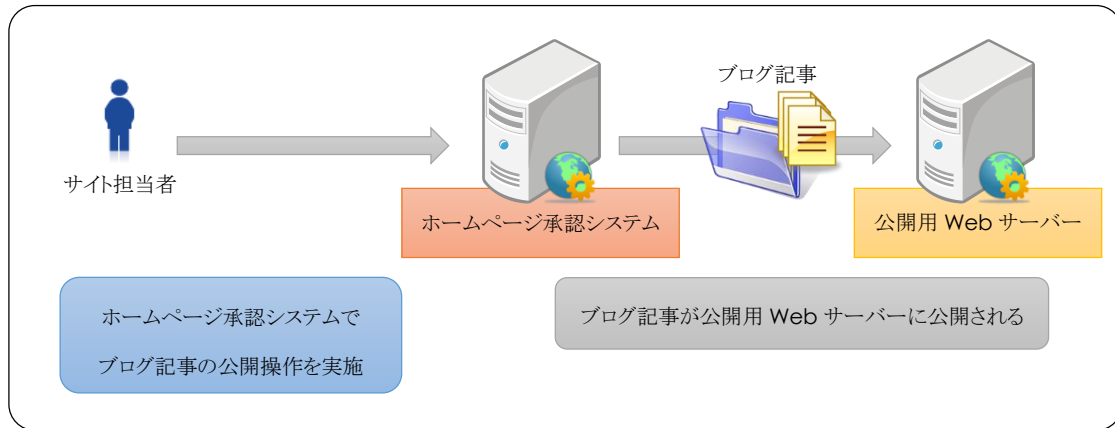 ブログ記事
サイト担当者
ホームページ承認システム
公開用 Web サーバー
ホームページ承認システムで
ブログ記事の公開操作を実施
ブログ記事が公開用 Web サーバーに公開される